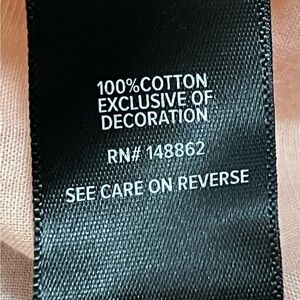 100%COTTON
EXCLUSIVE OF
DECORATION
RN# 148862
SEE CARE ON REVERSE